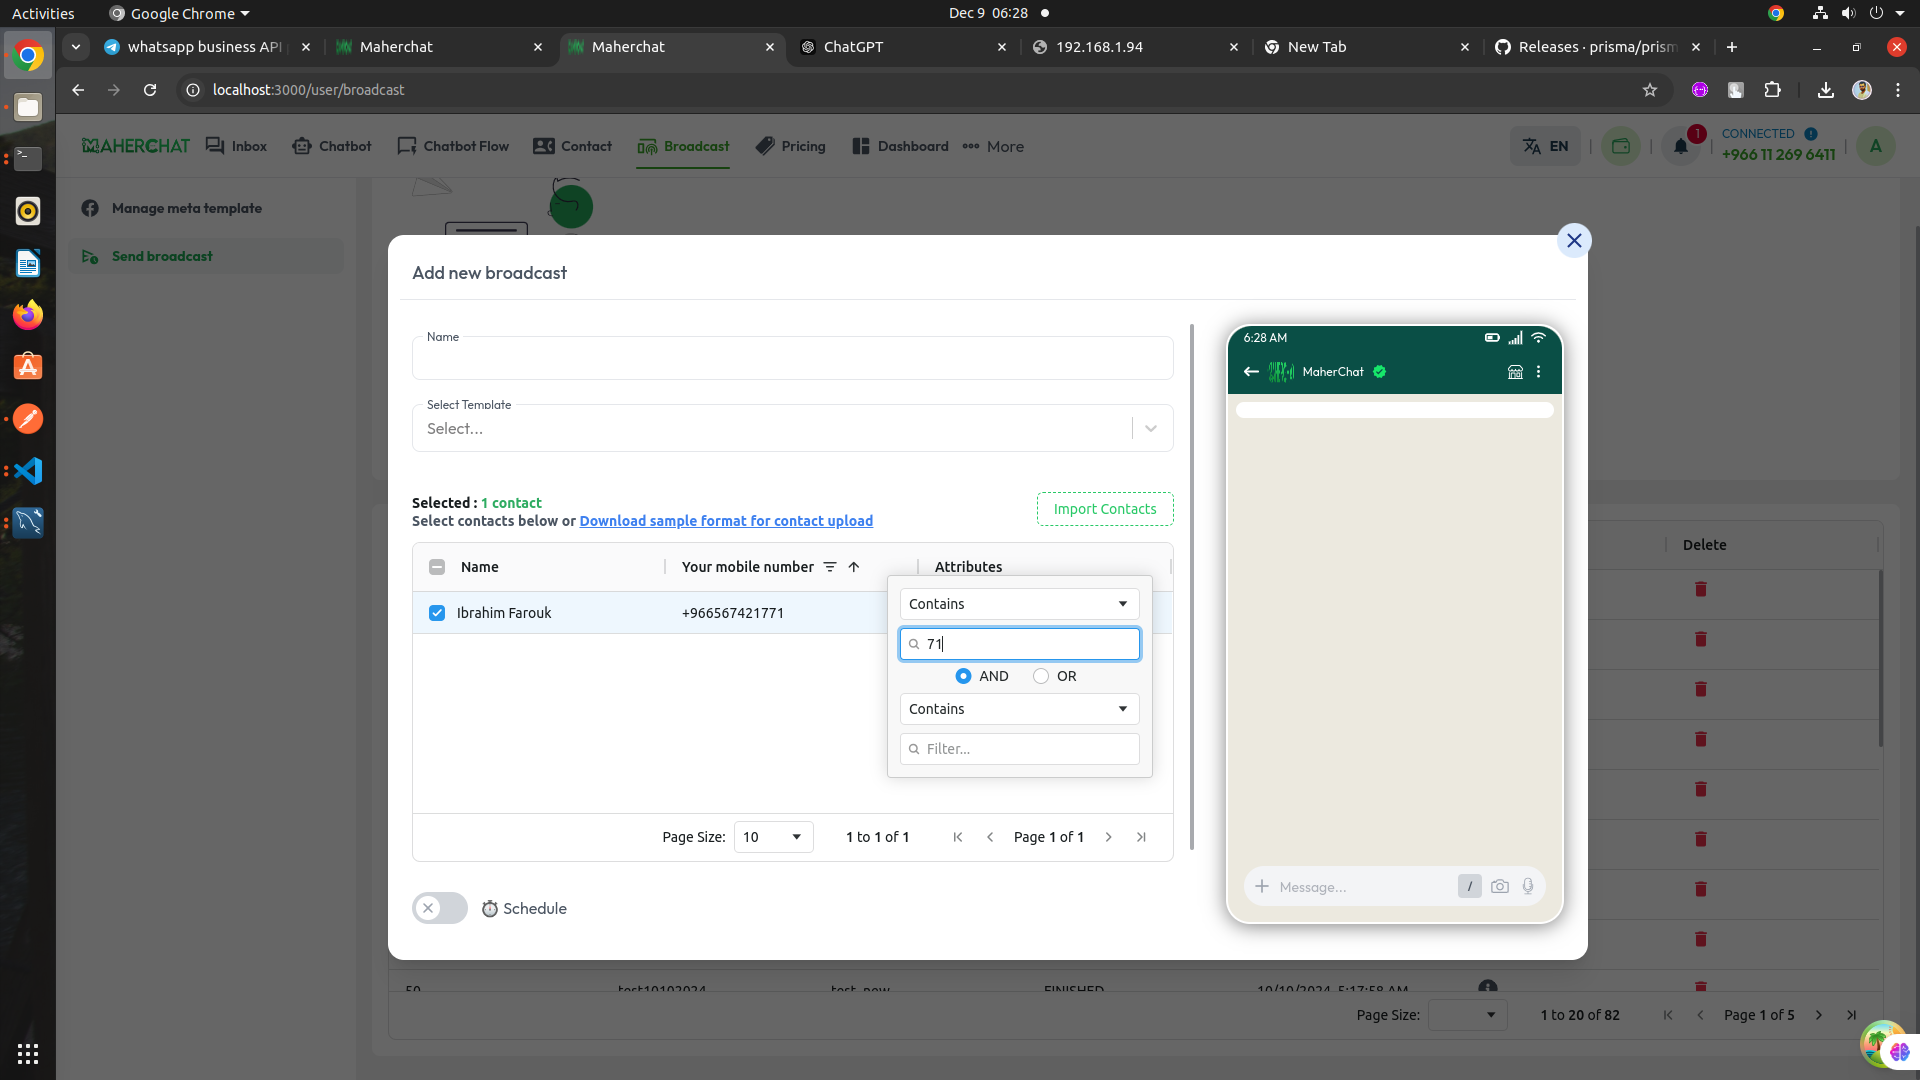 Activities
Google Chrome
Dec 9 06:28
whatsapp business API
Maherchat
Maherchat
ChatGPT
192.168.1.94
New Tab
Releases · prisma/prism
localhost:3000/user/broadcast
MAHERCHAT
Inbox
Chatbot
Chatbot Flow
Contact
Broadcast
Pricing
Dashboard
More
EN
1
CONNECTED
+966 11 269 6411
A
Manage meta template
Send broadcast
Add new broadcast
Name
Select Template
Select...
Selected : 1 contact
Select contacts below or Download sample format for contact upload
Import Contacts
Name
Your mobile number
Attributes
Ibrahim Farouk
+966567421771
Contains
71
AND
OR
Contains
Filter...
Page Size:
10
1 to 1 of 1
Page 1 of 1
Schedule
6:28 AM
MaherChat
Message...
/
Delete
50
test10102024
test_new
FINISHED
10/10/2024, 5:17:58 AM
Page Size:
1 to 20 of 82
Page 1 of 5